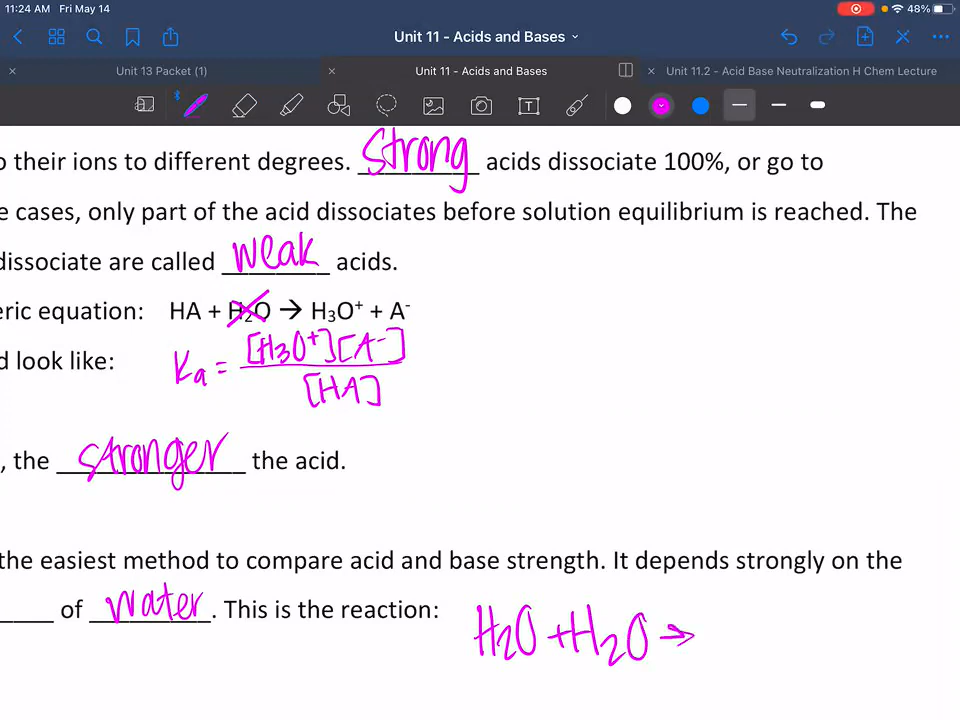 11:24 AM Fri May 14
48%
Unit 11 - Acids and Bases
Unit 13 Packet (1)
Unit 11 - Acids and Bases
Unit 11.2 - Acid Base Neutralization H Chem Lecture
o their ions to different degrees. strong acids dissociate 100%, or go to
e cases, only part of the acid dissociates before solution equilibrium is reached. The
dissociate are called weak acids.
eric equation: HA + H₂O → H₃O⁺ + A⁻
d look like: Ka = [H3O+][A-] / [HA]
, the stronger the acid.
the easiest method to compare acid and base strength. It depends strongly on the
____ of water. This is the reaction: H2O + H2O →